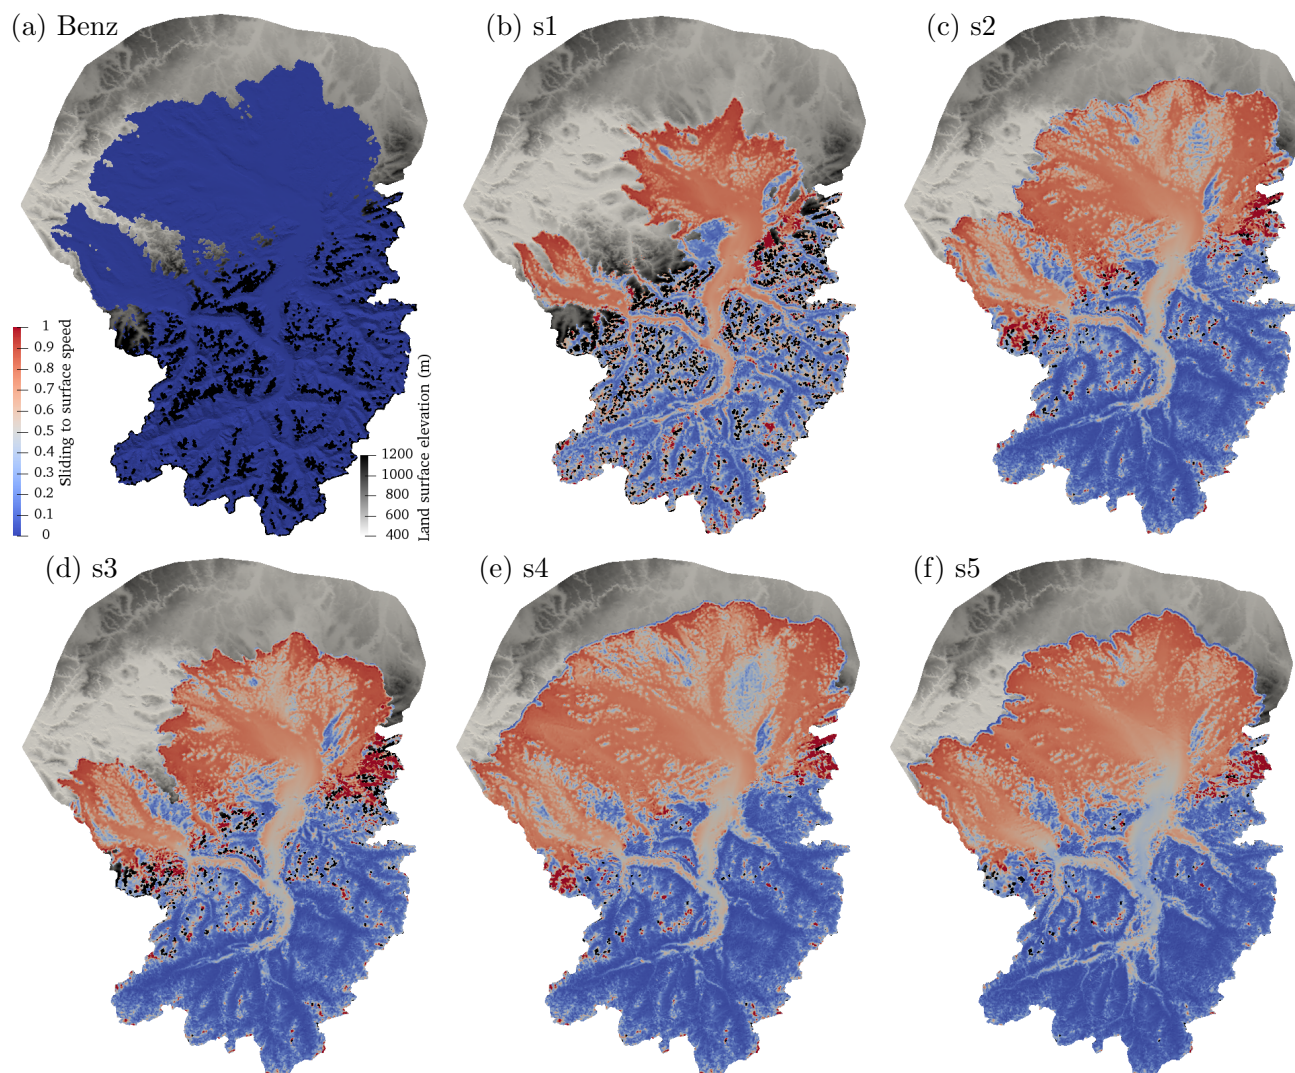 (a) Benz
(b) s1
(c) s2
1
0.9
0.8
0.7
0.6
0.5
0.4
0.3
0.2
0.1
0
Sliding to surface speed
1200
1000
800
600
400
Land surface elevation (m)
(d) s3
(e) s4
(f) s5